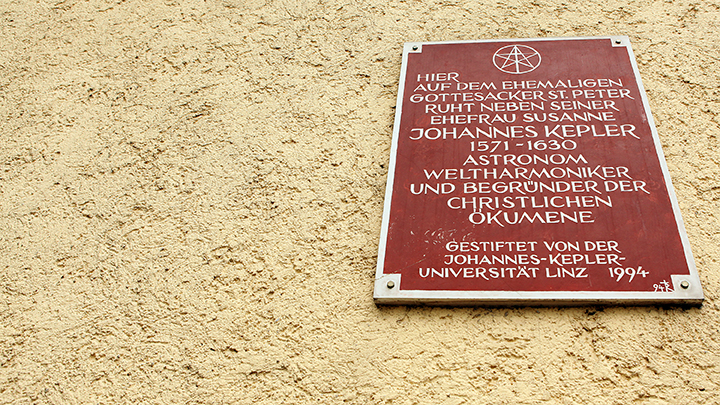 HIER
AUF DEM EHEMALIGEN
GOTTESACKER ST. PETER
RUHT NEBEN SEINER
EHEFRAU SUSANNE
JOHANNES KEPLER
1571-1630
ASTRONOM
WELTHARMONIKER
UND BEGRÜNDER DER
CHRISTLICHEN
ÖKUMENE
GESTIFTET VON DER
JOHANNES-KEPLER-
UNIVERSITÄT LINZ 1994